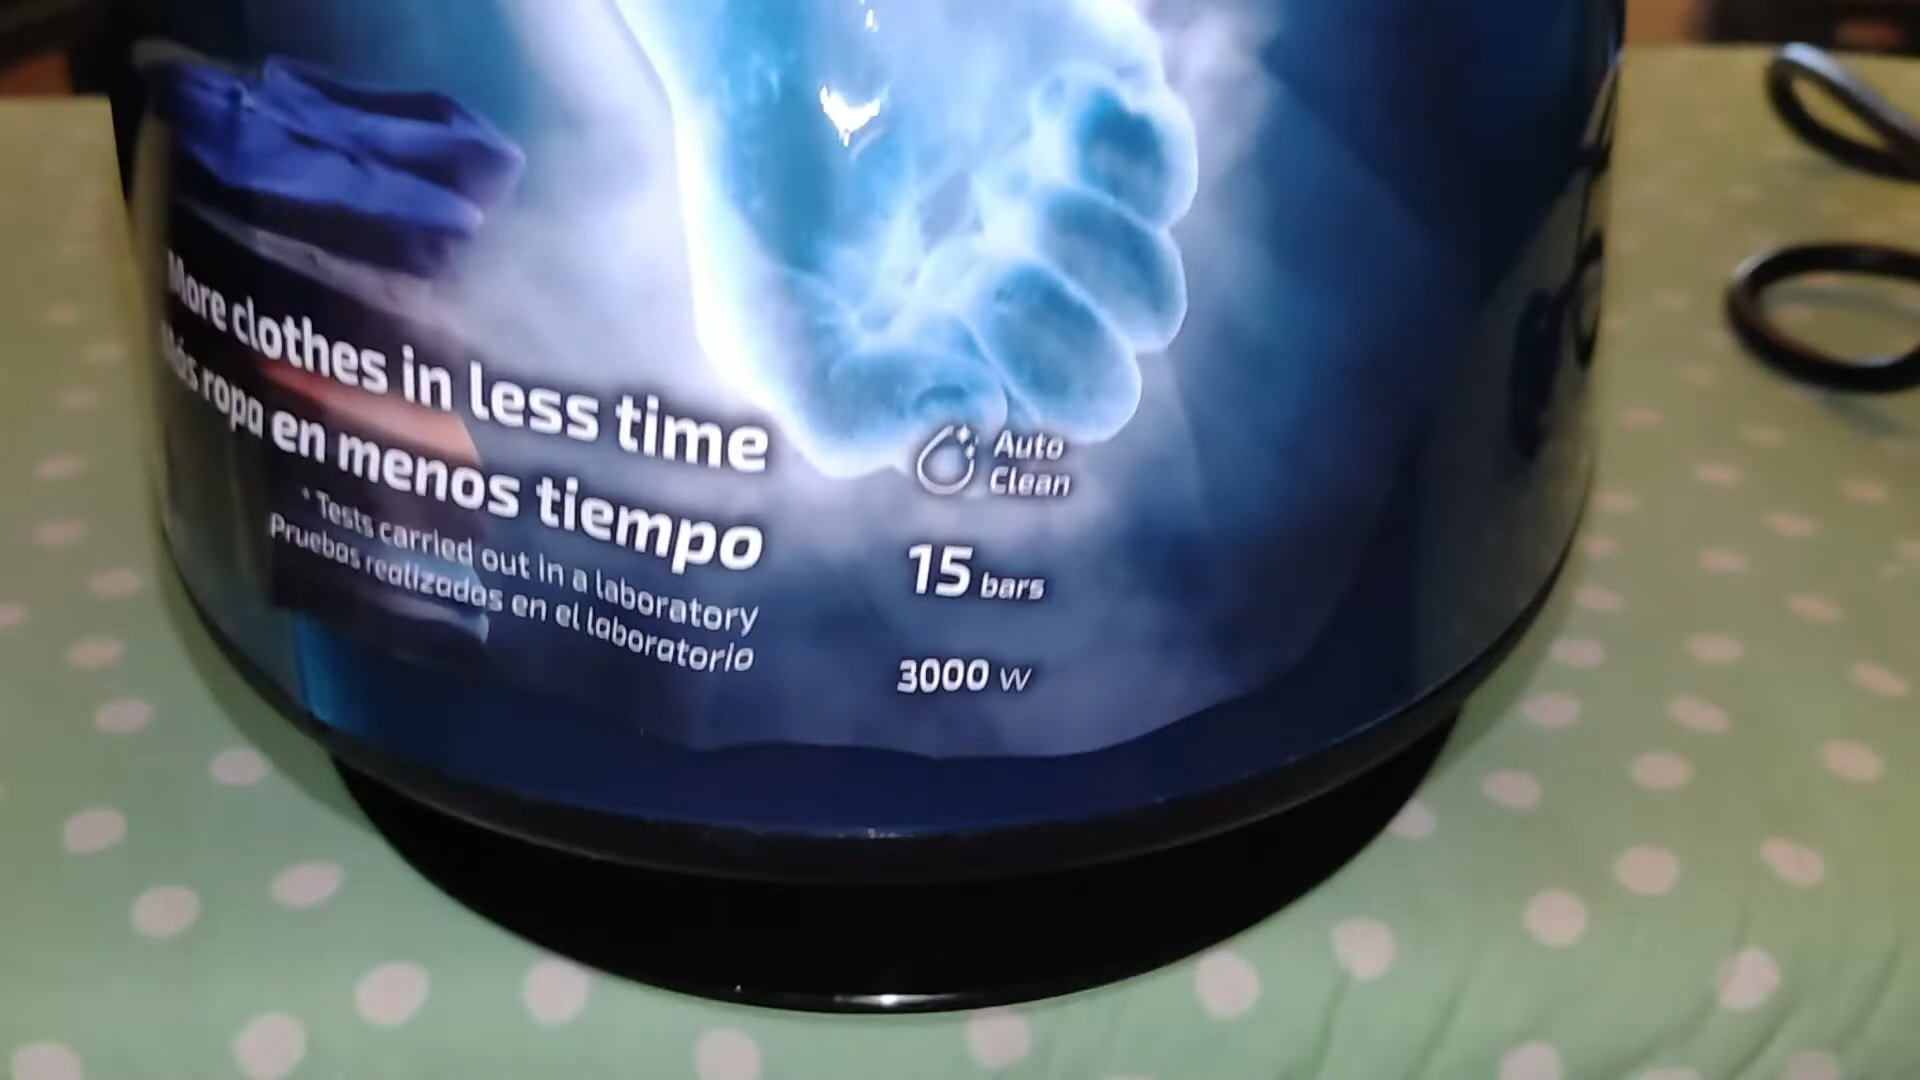 More clothes in less time
Más ropa en menos tiempo
* Tests carried out in a laboratory
Pruebas realizadas en el laboratorio
Auto
Clean
15 bars
3000 W